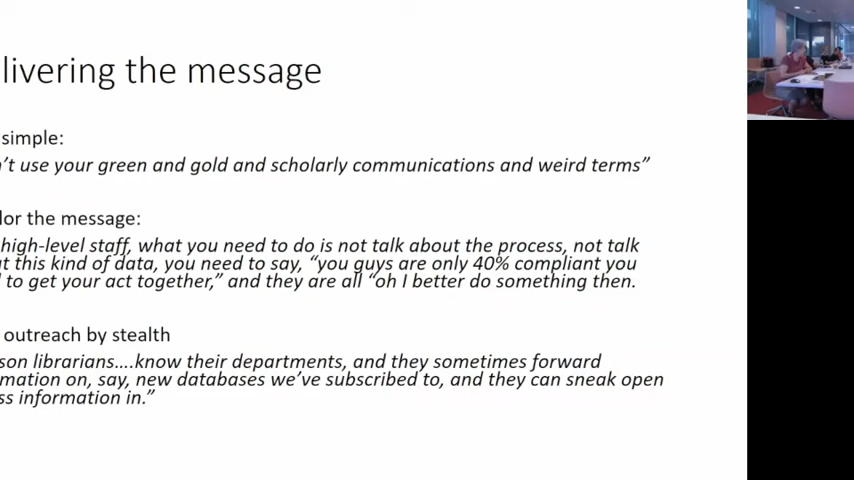 livering the message
simple:
't use your green and gold and scholarly communications and weird terms”
lor the message:
high-level staff, what you need to do is not talk about the process, not talk
t this kind of data, you need to say, “you guys are only 40% compliant you
to get your act together,” and they are all “oh I better do something then.
outreach by stealth
son librarians….know their departments, and they sometimes forward
mation on, say, new databases we’ve subscribed to, and they can sneak open
ss information in.”